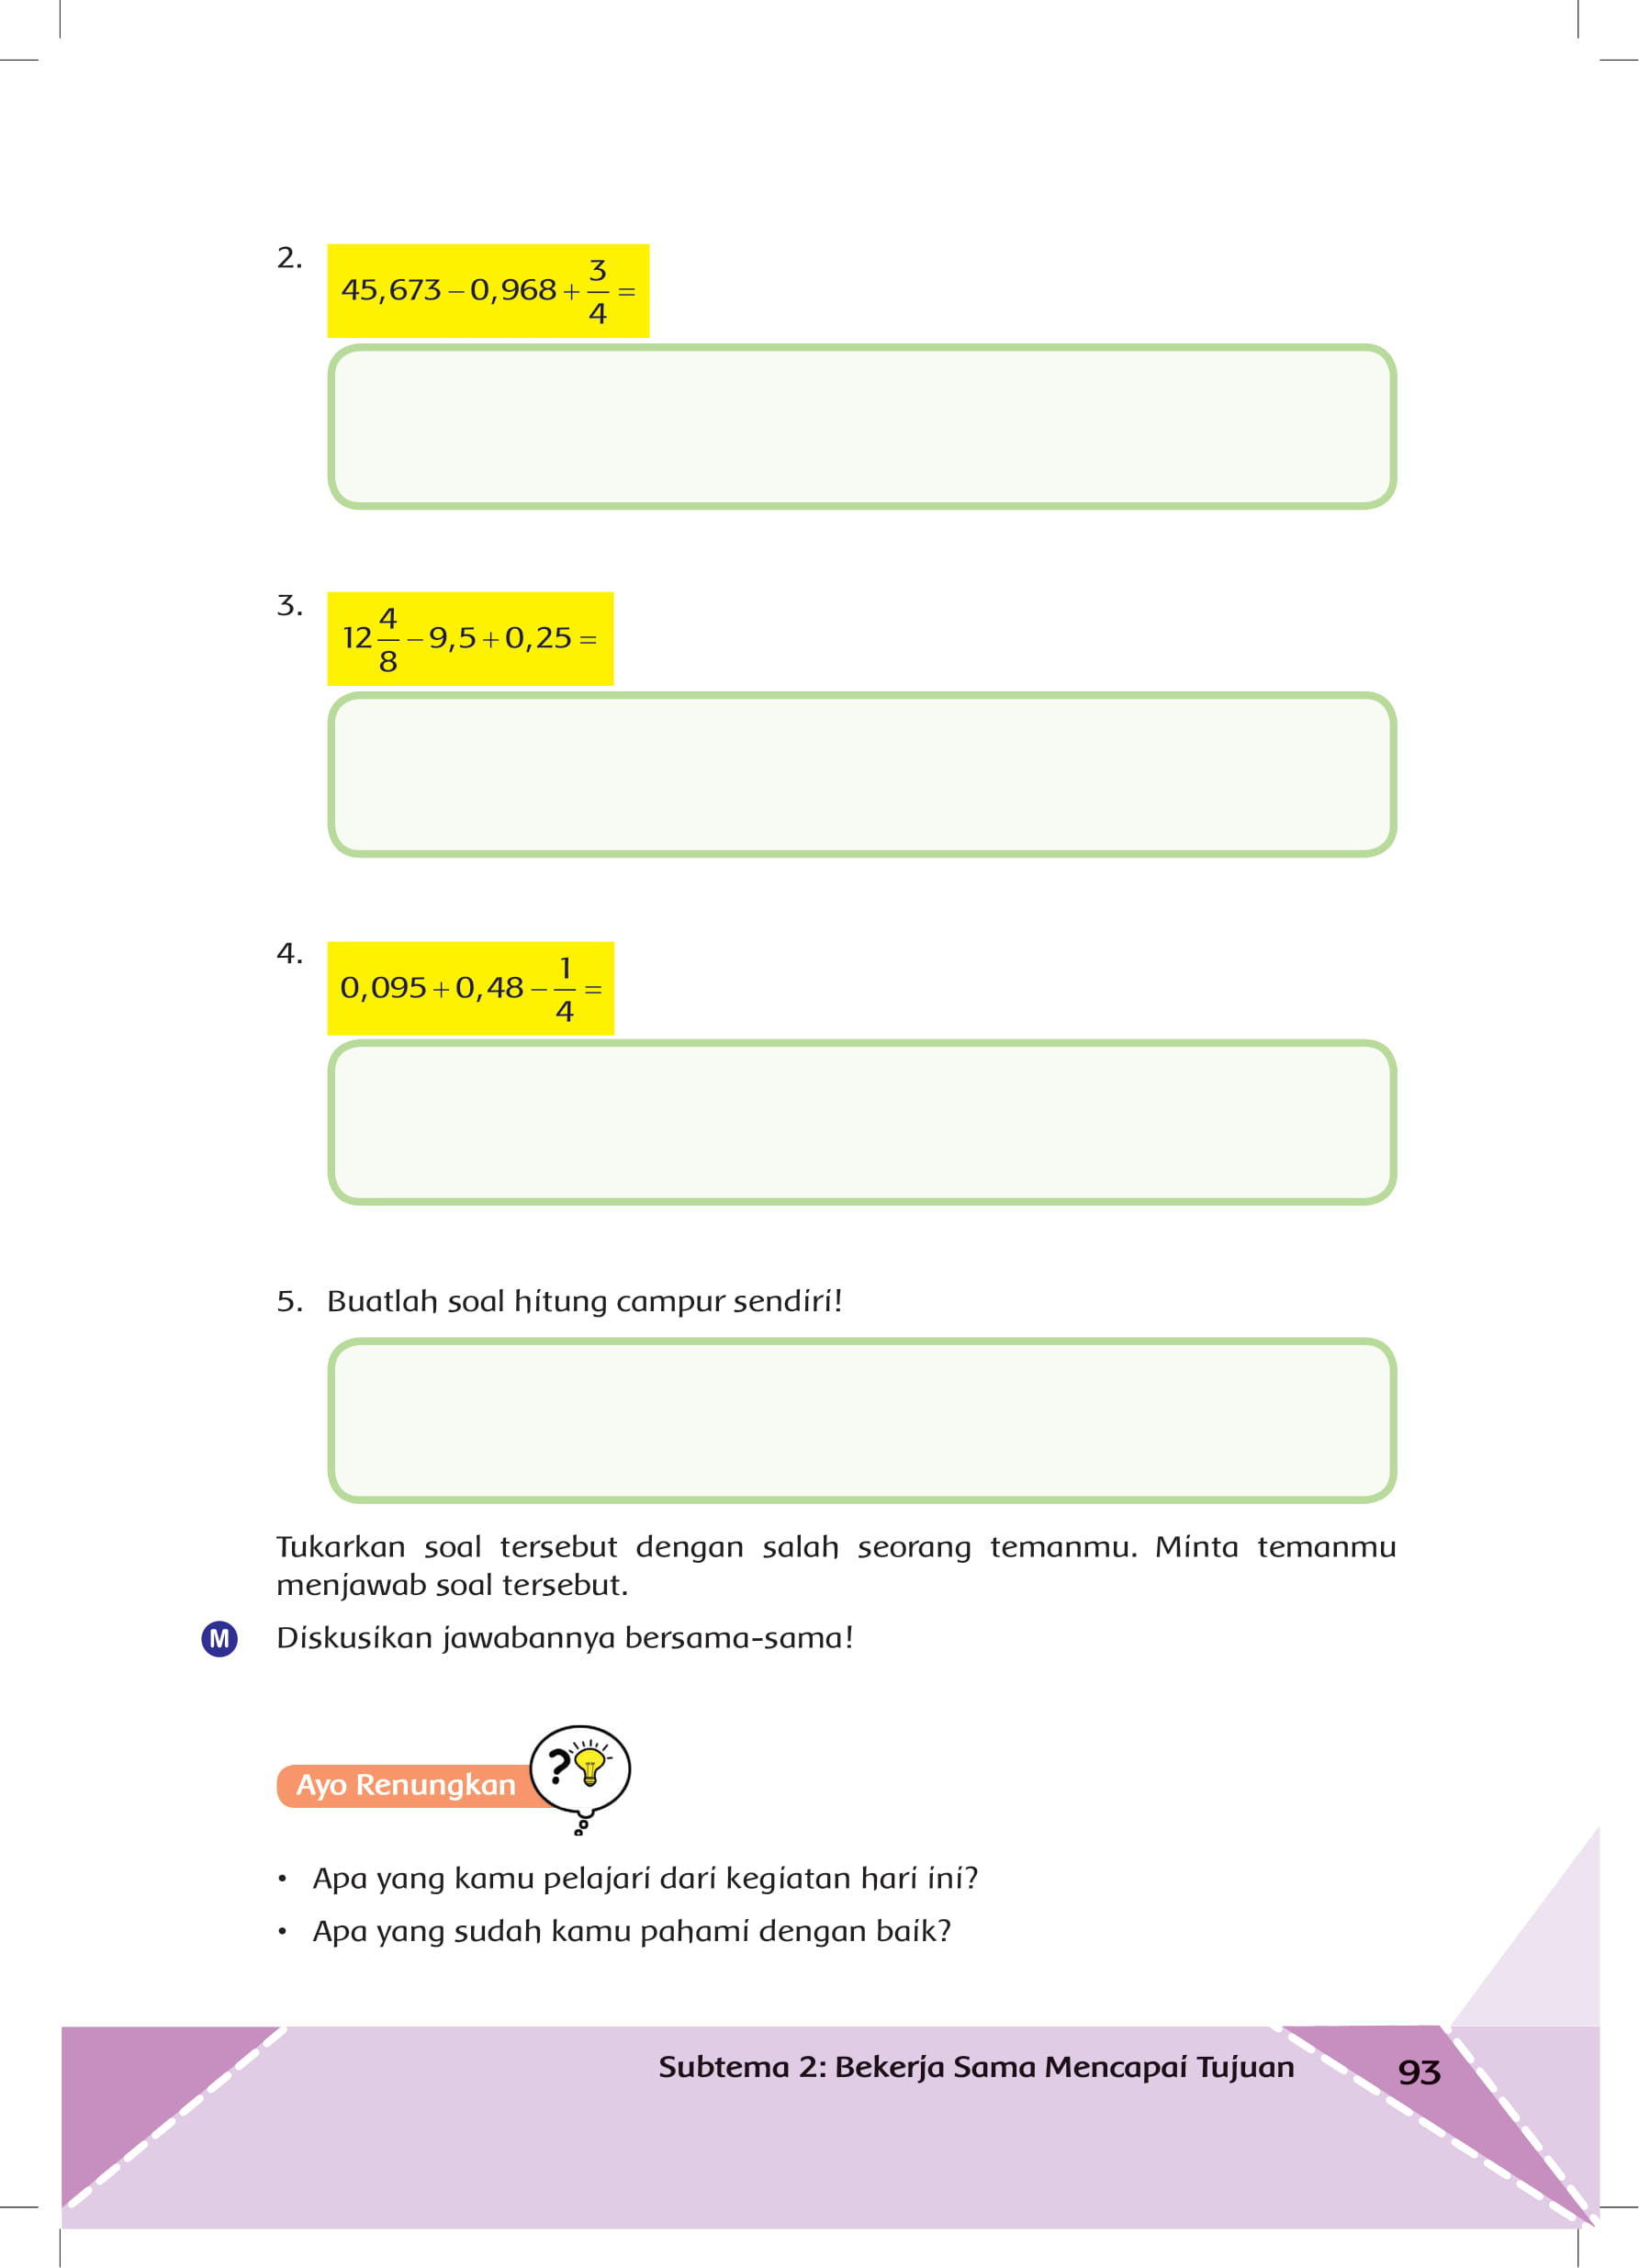 2. 45,673 – 0,968 + 3/4 =
3. 12 4/8 – 9,5 + 0,25 =
4. 0,095 + 0,48 – 1/4 =
5. Buatlah soal hitung campur sendiri!
Tukarkan soal tersebut dengan salah seorang temanmu. Minta temanmu
menjawab soal tersebut.
M Diskusikan jawabannya bersama-sama!
Ayo Renungkan ?
• Apa yang kamu pelajari dari kegiatan hari ini?
• Apa yang sudah kamu pahami dengan baik?
Subtema 2: Bekerja Sama Mencapai Tujuan 93